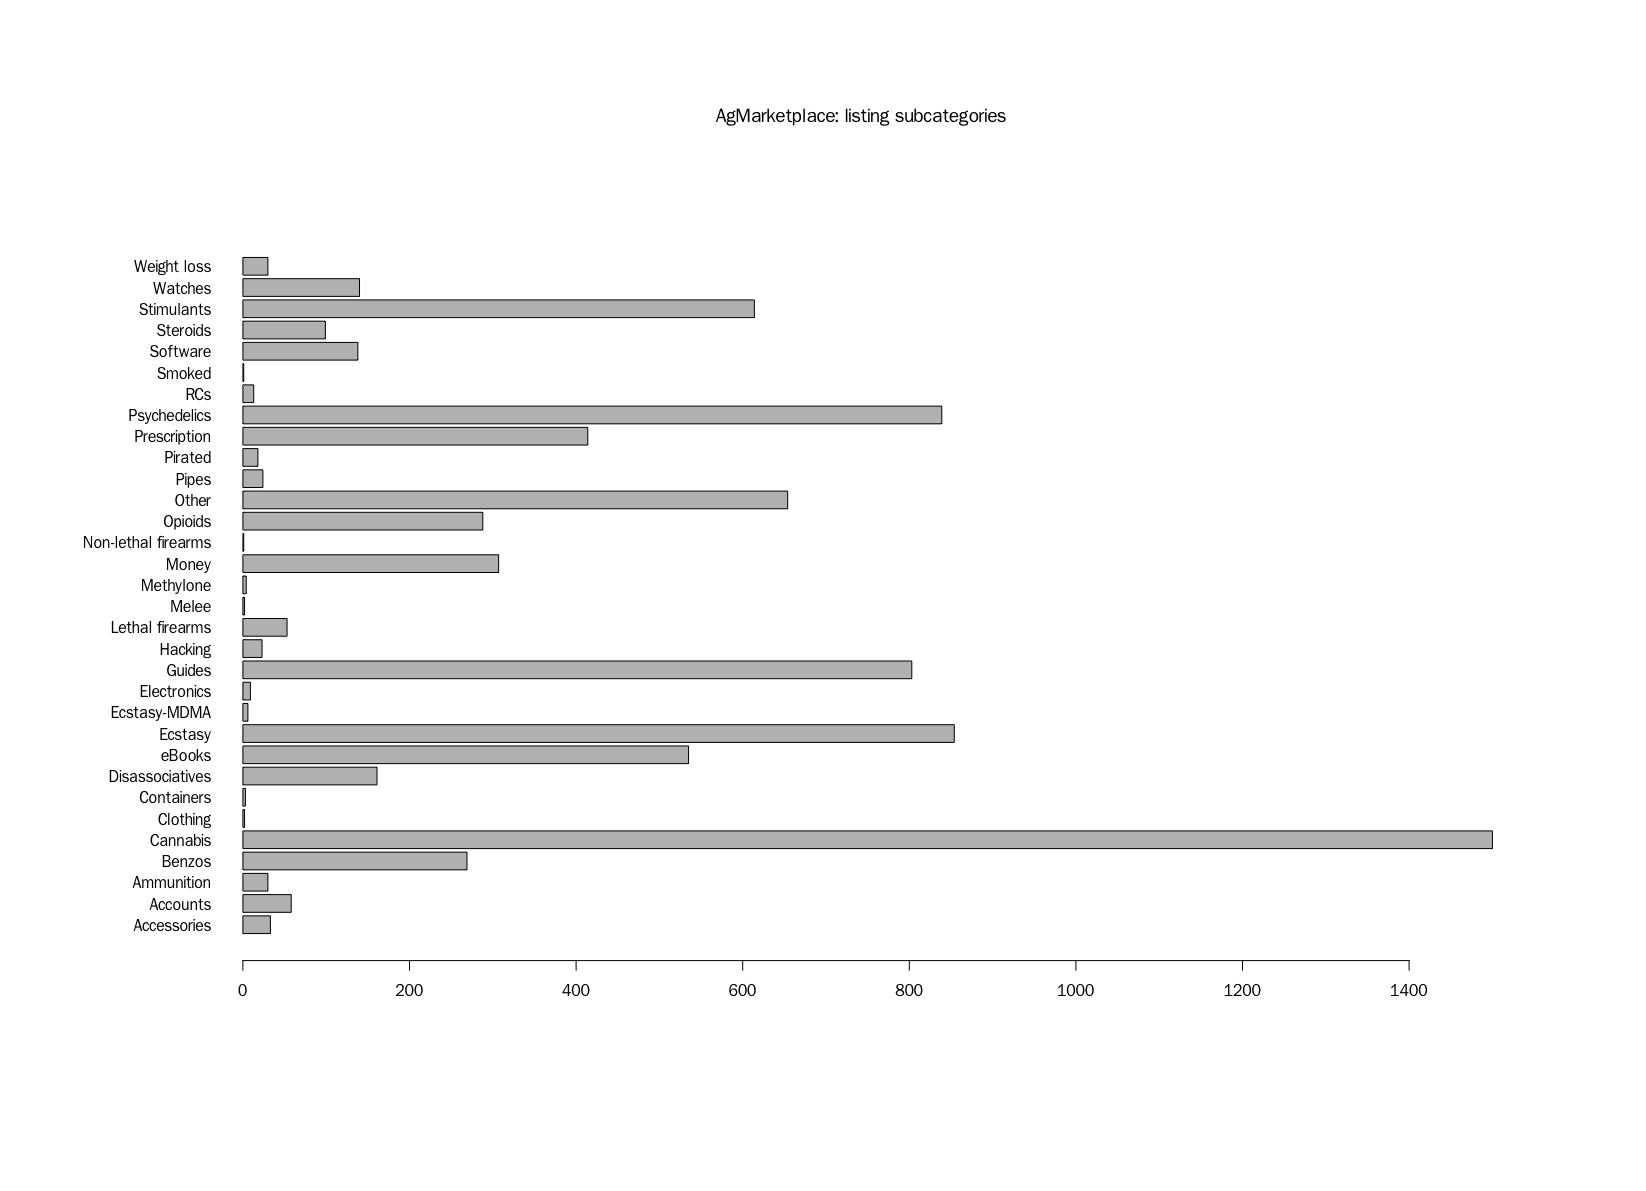 AgMarketplace: listing subcategories
Weight loss
Watches
Stimulants
Steroids
Software
Smoked
RCs
Psychedelics
Prescription
Pirated
Pipes
Other
Opioids
Non-lethal firearms
Money
Methylone
Melee
Lethal firearms
Hacking
Guides
Electronics
Ecstasy-MDMA
Ecstasy
eBooks
Disassociatives
Containers
Clothing
Cannabis
Benzos
Ammunition
Accounts
Accessories
0 200 400 600 800 1000 1200 1400